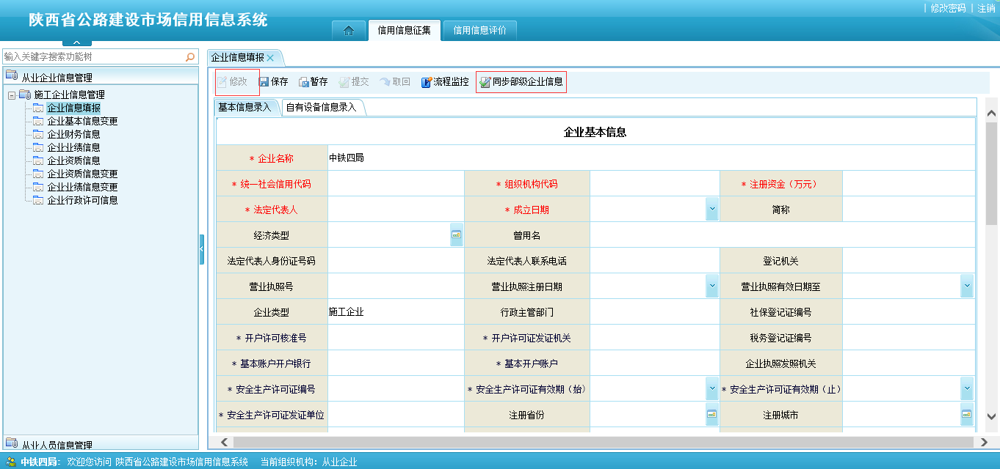 修改密码 注销
陕西省公路建设市场信用信息系统
信用信息征集 信用信息评价
输入关键字搜索功能树
从业企业信息管理
施工企业信息管理
企业信息填报
企业基本信息变更
企业财务信息
企业业绩信息
企业资质信息
企业资质信息变更
企业业绩信息变更
企业行政许可信息
从业人员信息管理
企业信息填报
修改 保存 暂存 提交 取回 流程监控 同步部级企业信息
基本信息录入 自有设备信息录入
企业基本信息
* 企业名称 中铁四局
* 统一社会信用代码 * 组织机构代码 * 注册资金（万元）
* 法定代表人 * 成立日期 简称
经济类型 曾用名
法定代表人身份证号码 法定代表人联系电话 登记机关
营业执照号 营业执照注册日期 营业执照有效日期至
企业类型 施工企业 行政主管部门 社保登记证编号
* 开户许可核准号 * 开户许可证发证机关 税务登记证编号
* 基本账户开户银行 * 基本开户账户 企业执照发照机关
* 安全生产许可证编号 * 安全生产许可证有效期（始） * 安全生产许可证有效期（止）
* 安全生产许可证发证单位 注册省份 注册城市
中铁四局： 欢迎您访问 陕西省公路建设市场信用信息系统 当前组织机构：从业企业